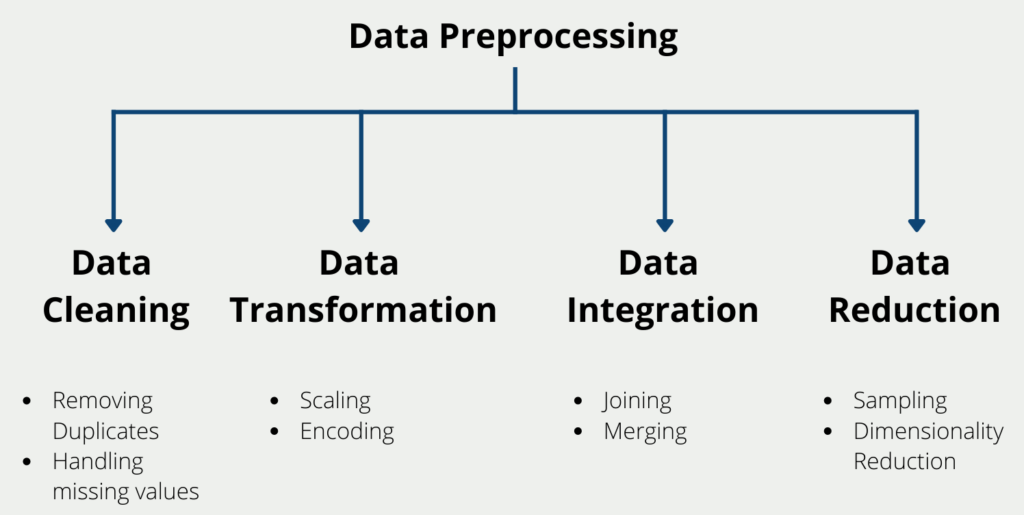 Data Preprocessing
Data
Cleaning
Removing
Duplicates
Handling
missing values
Data
Transformation
Scaling
Encoding
Data
Integration
Joining
Merging
Data
Reduction
Sampling
Dimensionality
Reduction